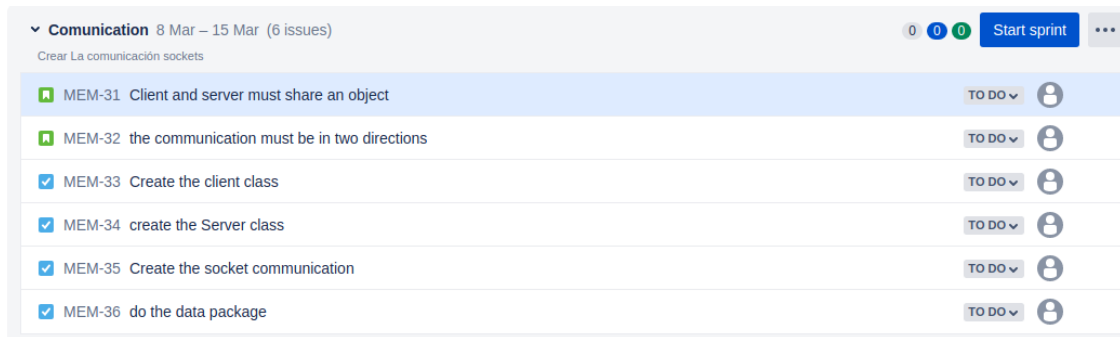 Comunication 8 Mar – 15 Mar (6 issues) 0 0 0 Start sprint
Crear La comunicación sockets
MEM-31 Client and server must share an object TO DO
MEM-32 the communication must be in two directions TO DO
MEM-33 Create the client class TO DO
MEM-34 create the Server class TO DO
MEM-35 Create the socket communication TO DO
MEM-36 do the data package TO DO